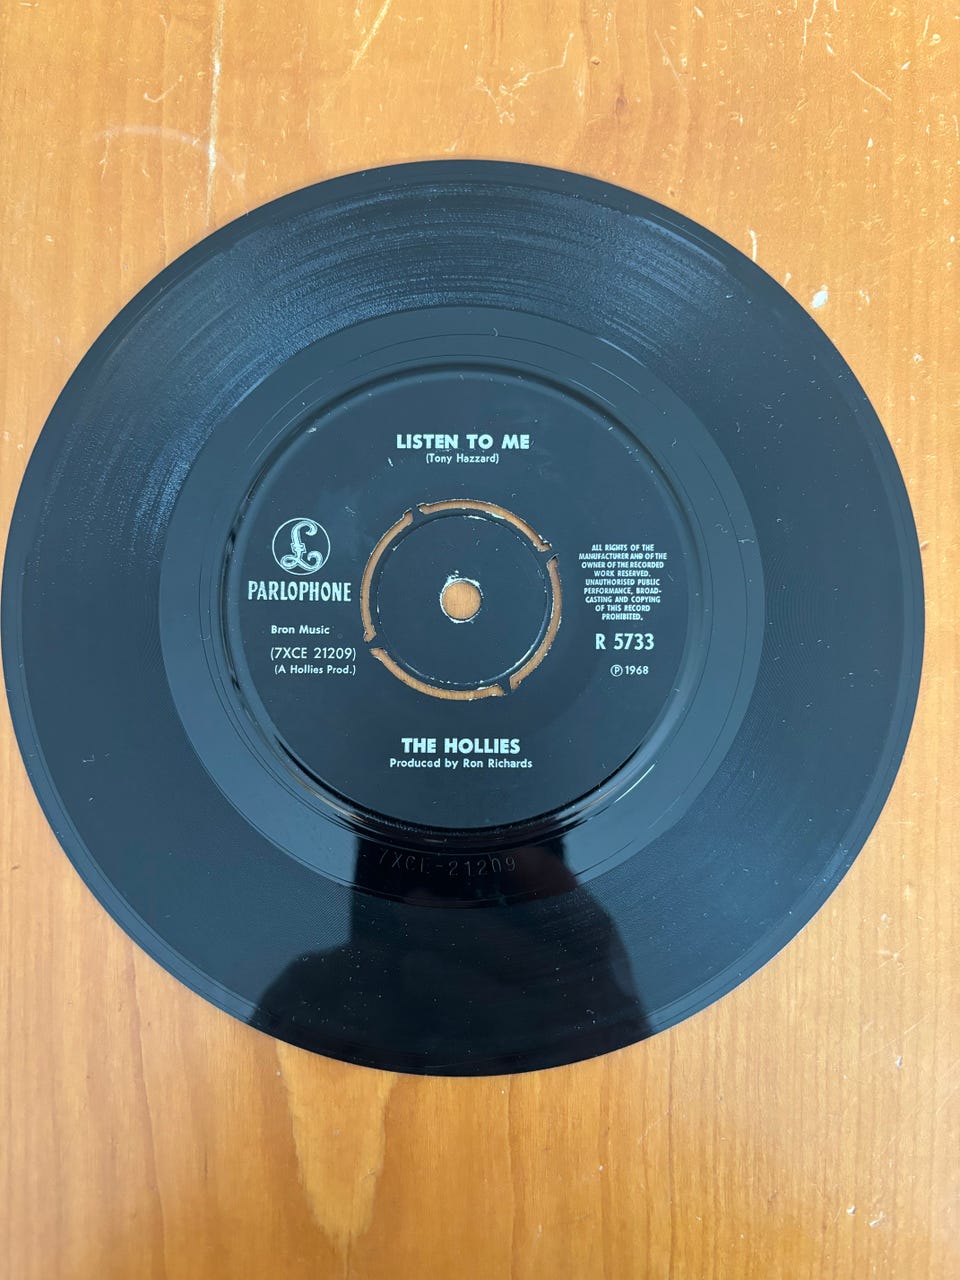 LISTEN TO ME
(Tony Hazzard)
£
PARLOPHONE
Bron Music
(7XCE 21209)
(A Hollies Prod.)
ALL RIGHTS OF THE
MANUFACTURER AND OF THE
OWNER OF THE RECORDED
WORK RESERVED.
UNAUTHORISED PUBLIC
PERFORMANCE, BROAD-
CASTING AND COPYING
OF THIS RECORD
PROHIBITED.
R 5733
℗ 1968
THE HOLLIES
Produced by Ron Richards
7XCE-21209